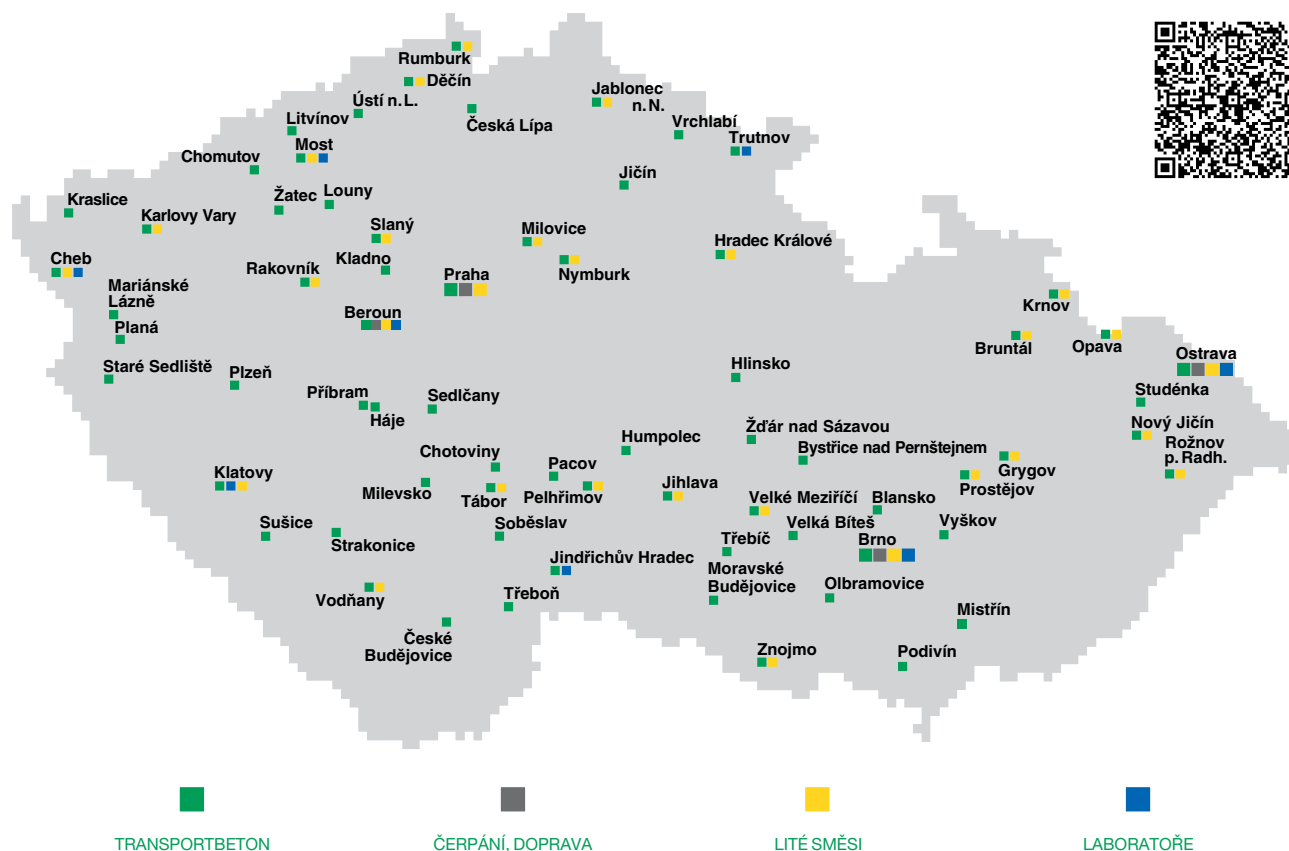 Rumburk
Děčín
Ústí n. L.
Jablonec
n. N.
Litvínov
Česká Lípa
Vrchlabí
Most
Trutnov
Chomutov
Jičín
Kraslice
Žatec
Louny
Karlovy Vary
Slaný
Milovice
Hradec Králové
Cheb
Rakovník
Kladno
Praha
Nymburk
Mariánské
Lázně
Krnov
Beroun
Planá
Bruntál
Opava
Ostrava
Staré Sedliště
Plzeň
Hlinsko
Studénka
Příbram
Sedlčany
Háje
Nový Jičín
Žďár nad Sázavou
Rožnov
p. Radh.
Humpolec
Bystřice nad Pernštejnem
Chotoviny
Pacov
Grygov
Klatovy
Milevsko
Tábor
Pelhřimov
Jihlava
Prostějov
Velké Meziříčí
Blansko
Sušice
Strakonice
Soběslav
Velká Bíteš
Vyškov
Třebíč
Brno
Jindřichův Hradec
Moravské
Budějovice
Olbramovice
Vodňany
Třeboň
Mistřín
České
Budějovice
Znojmo
Podivín
TRANSPORTBETON
ČERPÁNÍ, DOPRAVA
LITÉ SMĚSI
LABORATOŘE